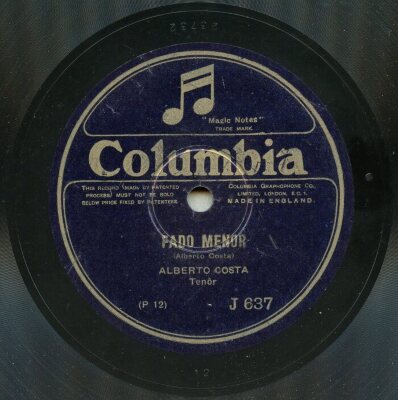 23732
"Magic Notes"
TRADE MARK.
Columbia
THIS RECORD (MADE BY PATENTED
PROCESS) MUST NOT BE SOLD
BELOW PRICE FIXED BY PATENTEES.
COLUMBIA GRAPHOPHONE CO.
LIMITED, LONDON, E.C.1.
MADE IN ENGLAND.
FADO MENOR
(Alberto Costa)
ALBERTO COSTA
Tenôr
(P 12) - J 637
12